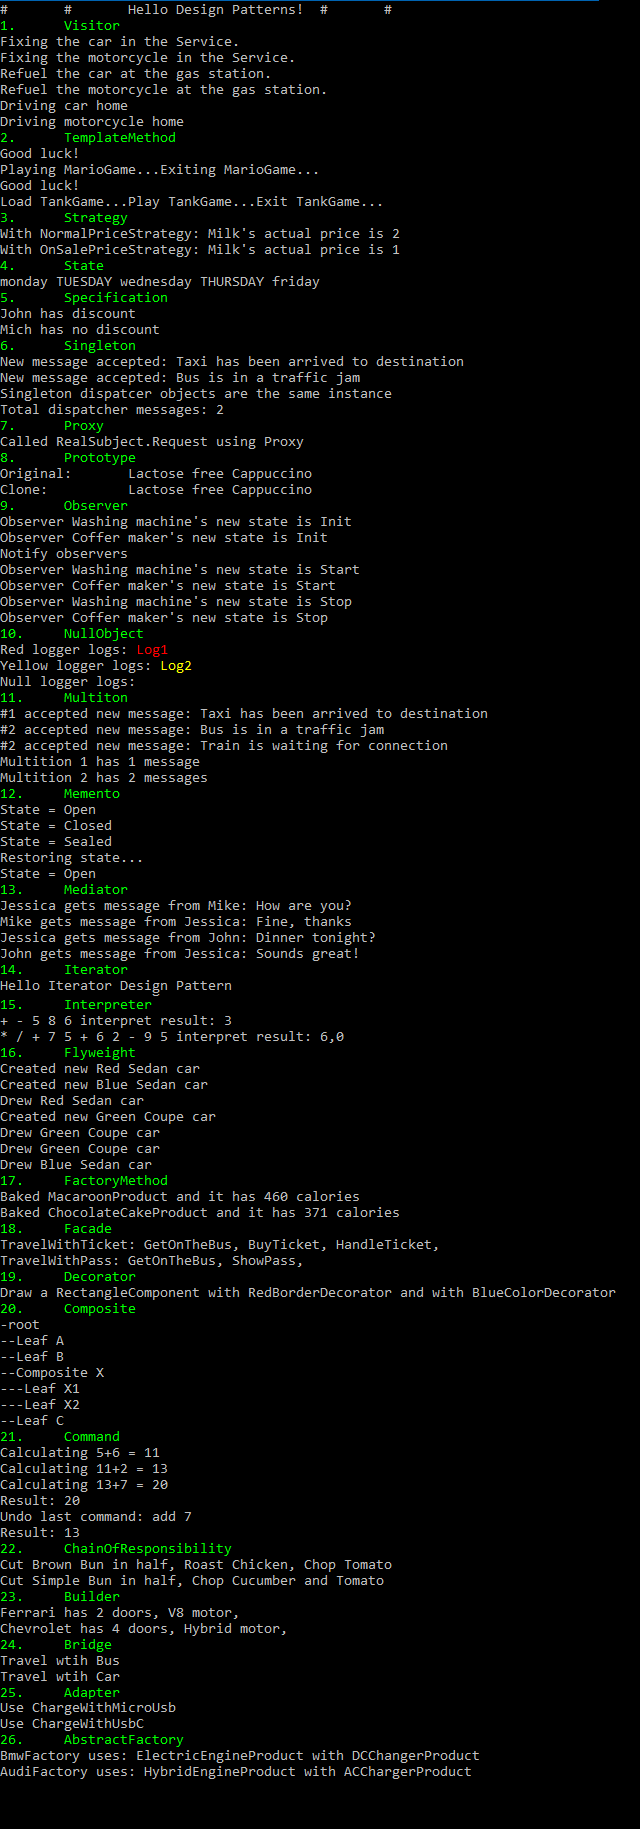 #       #       Hello Design Patterns!  #       #
1.      Visitor
Fixing the car in the Service.
Fixing the motorcycle in the Service.
Refuel the car at the gas station.
Refuel the motorcycle at the gas station.
Driving car home
Driving motorcycle home
2.      TemplateMethod
Good luck!
Playing MarioGame...Exiting MarioGame...
Good luck!
Load TankGame...Play TankGame...Exit TankGame...
3.      Strategy
With NormalPriceStrategy: Milk's actual price is 2
With OnSalePriceStrategy: Milk's actual price is 1
4.      State
monday TUESDAY wednesday THURSDAY friday
5.      Specification
John has discount
Mich has no discount
6.      Singleton
New message accepted: Taxi has been arrived to destination
New message accepted: Bus is in a traffic jam
Singleton dispatcer objects are the same instance
Total dispatcher messages: 2
7.      Proxy
Called RealSubject.Request using Proxy
8.      Prototype
Original:       Lactose free Cappuccino
Clone:          Lactose free Cappuccino
9.      Observer
Observer Washing machine's new state is Init
Observer Coffer maker's new state is Init
Notify observers
Observer Washing machine's new state is Start
Observer Coffer maker's new state is Start
Observer Washing machine's new state is Stop
Observer Coffer maker's new state is Stop
10.     NullObject
Red logger logs: Log1
Yellow logger logs: Log2
Null logger logs:
11.     Multiton
#1 accepted new message: Taxi has been arrived to destination
#2 accepted new message: Bus is in a traffic jam
#2 accepted new message: Train is waiting for connection
Multition 1 has 1 message
Multition 2 has 2 messages
12.     Memento
State = Open
State = Closed
State = Sealed
Restoring state...
State = Open
13.     Mediator
Jessica gets message from Mike: How are you?
Mike gets message from Jessica: Fine, thanks
Jessica gets message from John: Dinner tonight?
John gets message from Jessica: Sounds great!
14.     Iterator
Hello Iterator Design Pattern
15.     Interpreter
+ - 5 8 6 interpret result: 3
* / + 7 5 + 6 2 - 9 5 interpret result: 6,0
16.     Flyweight
Created new Red Sedan car
Created new Blue Sedan car
Drew Red Sedan car
Created new Green Coupe car
Drew Green Coupe car
Drew Green Coupe car
Drew Blue Sedan car
17.     FactoryMethod
Baked MacaroonProduct and it has 460 calories
Baked ChocolateCakeProduct and it has 371 calories
18.     Facade
TravelWithTicket: GetOnTheBus, BuyTicket, HandleTicket,
TravelWithPass: GetOnTheBus, ShowPass,
19.     Decorator
Draw a RectangleComponent with RedBorderDecorator and with BlueColorDecorator
20.     Composite
-root
--Leaf A
--Leaf B
--Composite X
---Leaf X1
---Leaf X2
--Leaf C
21.     Command
Calculating 5+6 = 11
Calculating 11+2 = 13
Calculating 13+7 = 20
Result: 20
Undo last command: add 7
Result: 13
22.     ChainOfResponsibility
Cut Brown Bun in half, Roast Chicken, Chop Tomato
Cut Simple Bun in half, Chop Cucumber and Tomato
23.     Builder
Ferrari has 2 doors, V8 motor,
Chevrolet has 4 doors, Hybrid motor,
24.     Bridge
Travel wtih Bus
Travel wtih Car
25.     Adapter
Use ChargeWithMicroUsb
Use ChargeWithUsbC
26.     AbstractFactory
BmwFactory uses: ElectricEngineProduct with DCChangerProduct
AudiFactory uses: HybridEngineProduct with ACChargerProduct